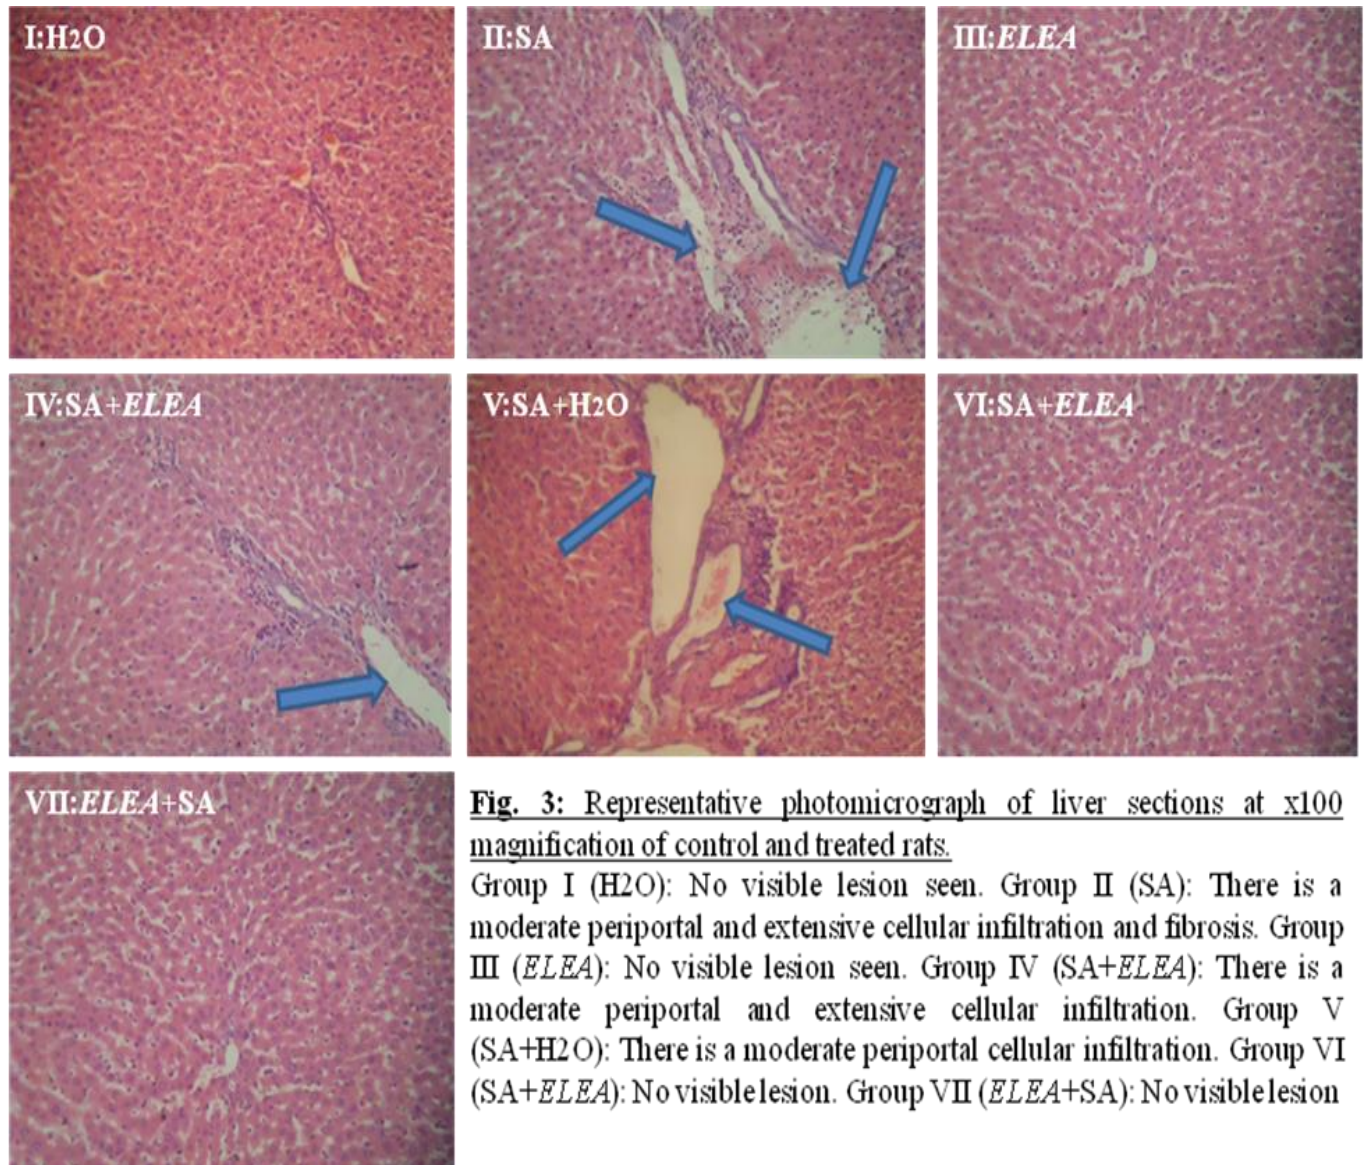 I:H2O
II:SA
III:ELEA
IV:SA+ELEA
V:SA+H2O
VI:SA+ELEA
VII:ELEA+SA
Fig. 3: Representative photomicrograph of liver sections at x100
magnification of control and treated rats.
Group I (H2O): No visible lesion seen. Group II (SA): There is a
moderate periportal and extensive cellular infiltration and fibrosis. Group
III (ELEA): No visible lesion seen. Group IV (SA+ELEA): There is a
moderate periportal and extensive cellular infiltration. Group V
(SA+H2O): There is a moderate periportal cellular infiltration. Group VI
(SA+ELEA): No visible lesion. Group VII (ELEA+SA): No visible lesion